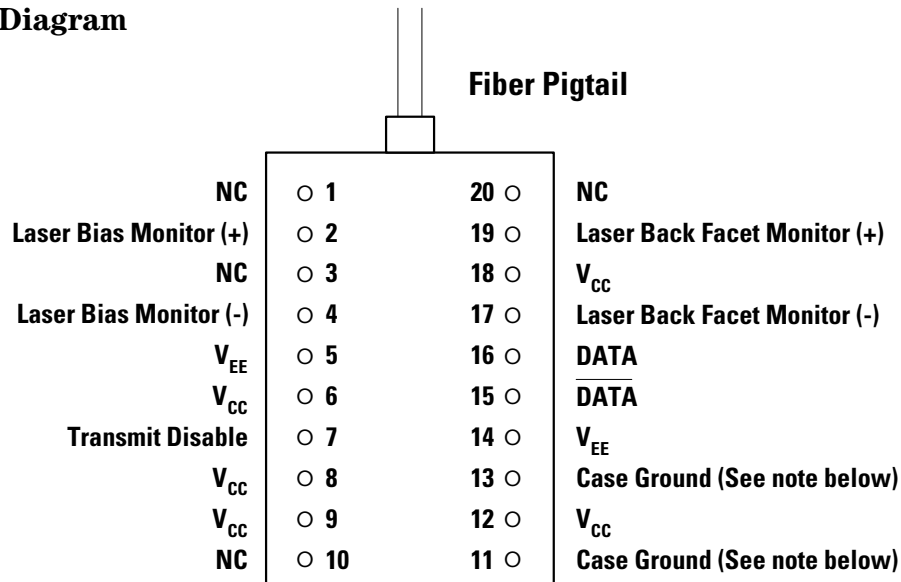 Diagram
Fiber Pigtail
NC O 1 20 O NC
Laser Bias Monitor (+) O 2 19 O Laser Back Facet Monitor (+)
NC O 3 18 O VCC
Laser Bias Monitor (-) O 4 17 O Laser Back Facet Monitor (-)
VEE O 5 16 O DATA
VCC O 6 15 O D̅A̅T̅A̅
Transmit Disable O 7 14 O VEE
VCC O 8 13 O Case Ground (See note below)
VCC O 9 12 O VCC
NC O 10 11 O Case Ground (See note below)